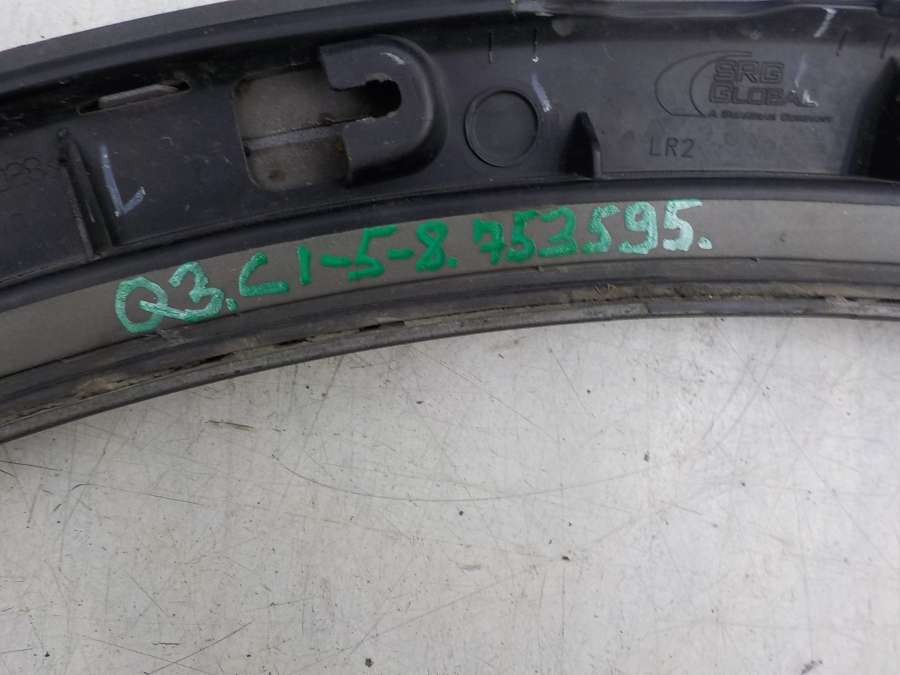 SRG
GLOBAL
A GUARDIAN COMPANY
LR2
L
Q3.C1-5-8.753595.